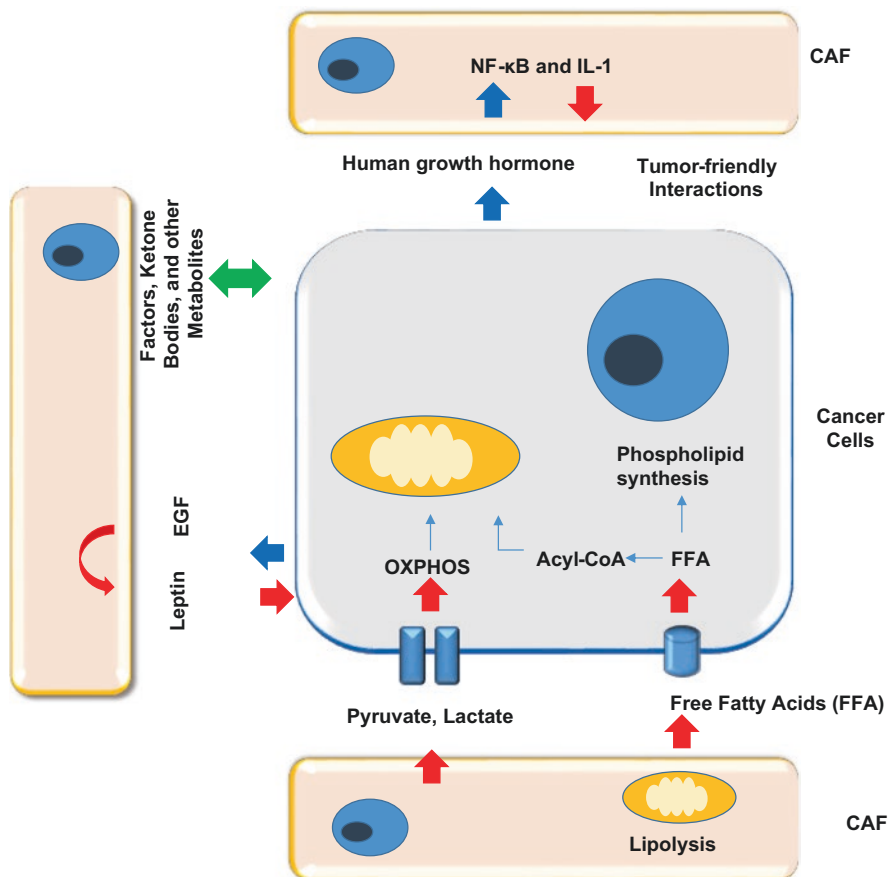 NF-κB and IL-1
CAF
Human growth hormone
Tumor-friendly
Interactions
Factors, Ketone
Bodies, and other
Metabolites
Cancer
Cells
Phospholipid
synthesis
EGF
Leptin
OXPHOS
Acyl-CoA
FFA
Pyruvate, Lactate
Free Fatty Acids (FFA)
Lipolysis
CAF